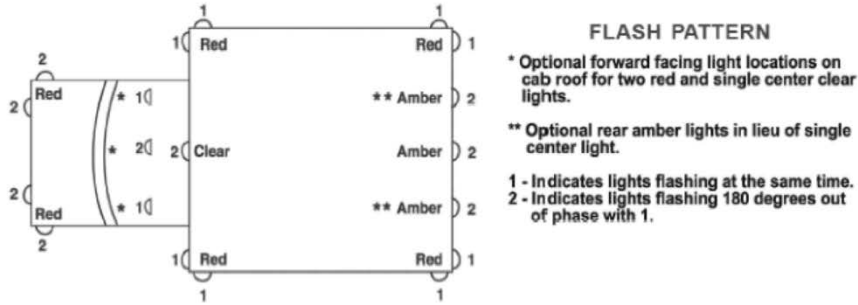 FLASH PATTERN
* Optional forward facing light locations on
cab roof for two red and single center clear
lights.
** Optional rear amber lights in lieu of single
center light.
1 - Indicates lights flashing at the same time.
2 - Indicates lights flashing 180 degrees out
of phase with 1.
1 1
1 Red Red 1
2
2 Red * 1 ** Amber 2
* 2 2 Clear Amber 2
2 Red * 1 ** Amber 2
2
1 Red Red 1
1 1